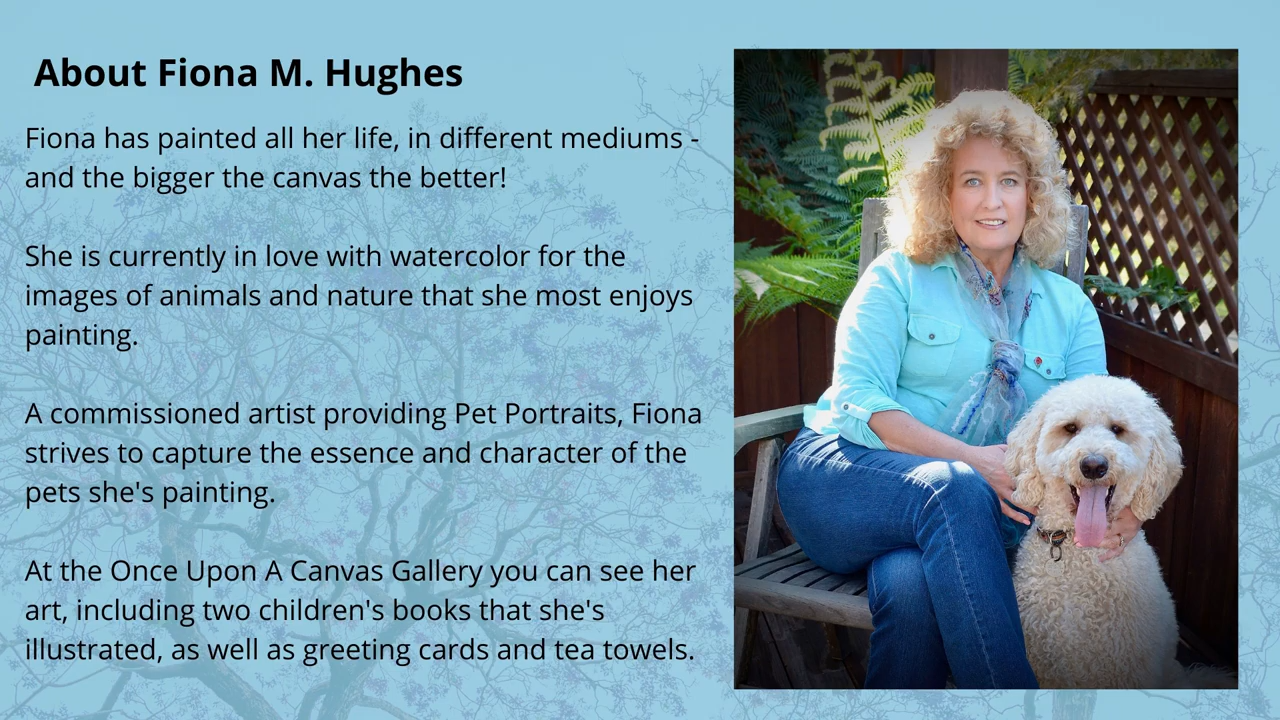 About Fiona M. Hughes
Fiona has painted all her life, in different mediums -
and the bigger the canvas the better!
She is currently in love with watercolor for the
images of animals and nature that she most enjoys
painting.
A commissioned artist providing Pet Portraits, Fiona
strives to capture the essence and character of the
pets she's painting.
At the Once Upon A Canvas Gallery you can see her
art, including two children's books that she's
illustrated, as well as greeting cards and tea towels.